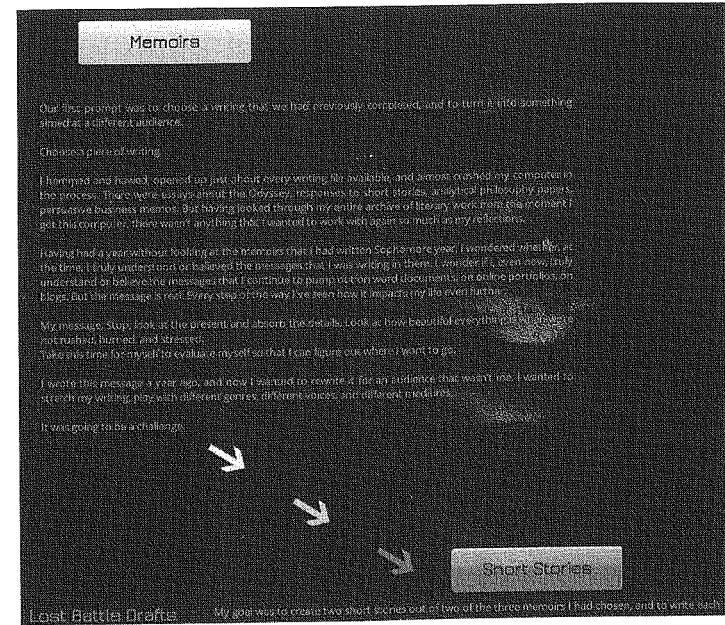 Memoirs
Our first prompt was to choose a writing that we had previously completed, and to turn it into something
aimed at a different audience.
Choose a piece of writing.
I hemmed and hawed, opened up just about every writing file available, and almost crashed my computer in
the process. There were essays about the Odyssey, responses to short stories, analytical philosophy papers,
persuasive business memos. But having looked through my entire archive of literary work from the moment I
got this computer, there wasn't anything that I wanted to work with again so much as my reflections.
Having had a year without looking at the memoirs that I had written Sophomore year, I wondered whether, at
the time, I truly understood or believed the messages that I was writing in there. I wonder if I, even now, truly
understand or believe the messages that I continue to pump out on word documents, on online portfolios, on
blogs. But the message is real. Every step of the way I've seen how it impacts my life even further.
My message: Stop, look at the present and absorb the details. Look at how beautiful everything is
not rushed, hurried, and stressed.
Take this time for myself to evaluate myself so that I can figure out where I want to go.
I wrote this message a year ago, and now I wanted to rewrite it for an audience that wasn't me. I wanted to
stretch my writing, play with different genres, different voices, and different mediums.
It was going to be a challenge.
Short Stories
Lost Battle Drafts
My goal was to create two short stories out of two of the three memoirs I had chosen, and to write each